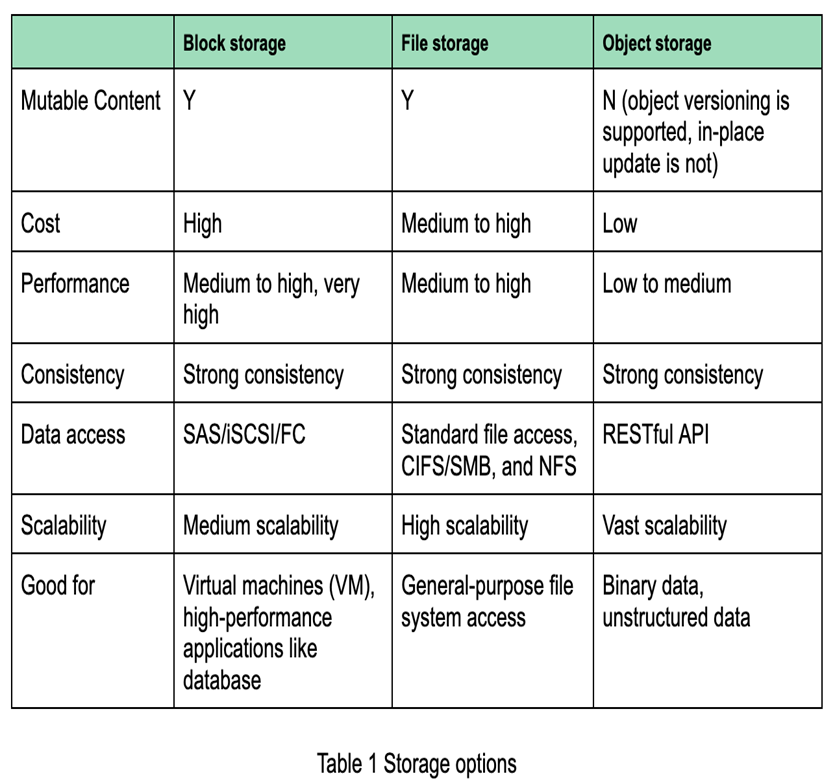 Block storage File storage Object storage
Mutable Content Y Y N (object versioning is
supported, in-place
update is not)
Cost High Medium to high Low
Performance Medium to high, very Medium to high Low to medium
high
Consistency Strong consistency Strong consistency Strong consistency
Data access SAS/iSCSI/FC Standard file access, RESTful API
CIFS/SMB, and NFS
Scalability Medium scalability High scalability Vast scalability
Good for Virtual machines (VM), General-purpose file Binary data,
high-performance system access unstructured data
applications like
database
Table 1 Storage options